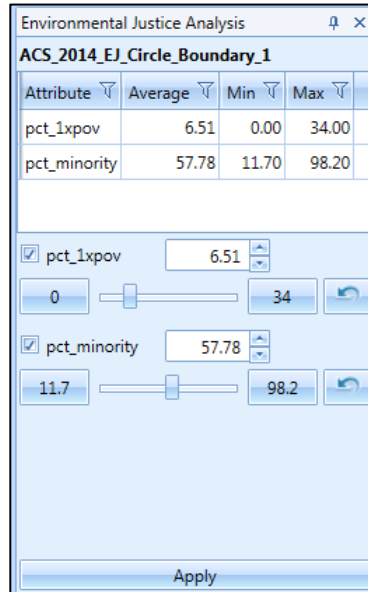 Environmental Justice Analysis
ACS_2014_EJ_Circle_Boundary_1
Attribute Average Min Max
pct_1xpov 6.51 0.00 34.00
pct_minority 57.78 11.70 98.20
pct_1xpov 6.51
0 34
pct_minority 57.78
11.7 98.2
Apply